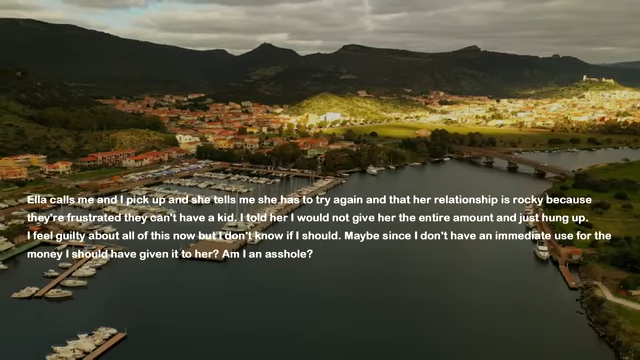 Ella calls me and I pick up and she tells me she has to try again and that her relationship is rocky because
they're frustrated they can't have a kid. I told her I would not give her the entire amount and just hung up.
I feel guilty about all of this now but I don't know if I should. Maybe since I don't have an immediate use for the
money I should have given it to her? Am I an asshole?